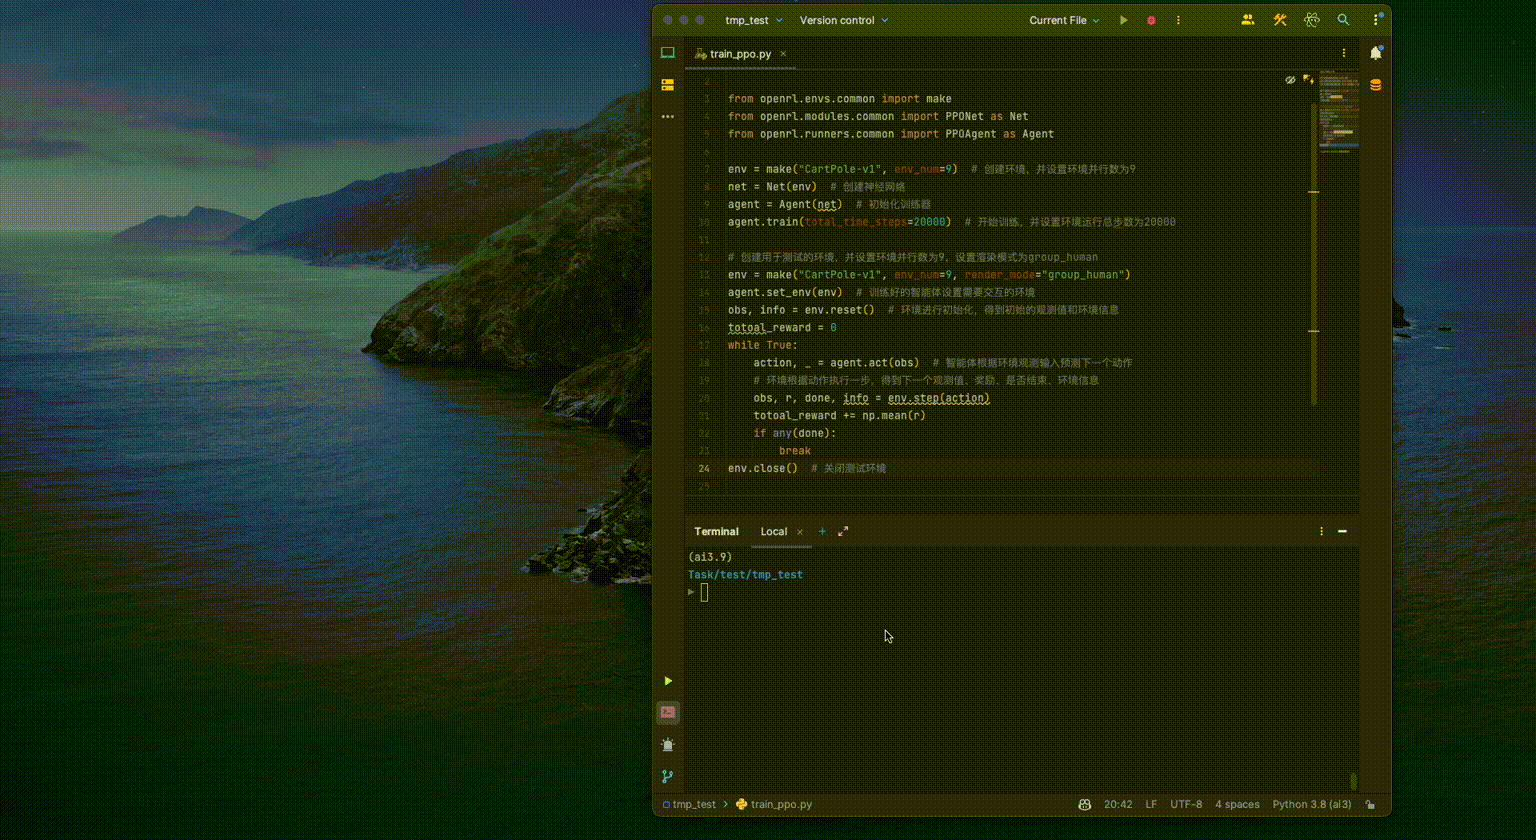 tmp_test Version control Current File
train_ppo.py ×
2
3 from openrl.envs.common import make
4 from openrl.modules.common import PPONet as Net
5 from openrl.runners.common import PPOAgent as Agent
6
7 env = make("CartPole-v1", env_num=9) # 创建环境，并设置环境并行数为9
8 net = Net(env) # 创建神经网络
9 agent = Agent(net) # 初始化训练器
10 agent.train(total_time_steps=20000) # 开始训练，并设置环境运行总步数为20000
11
12 # 创建用于测试的环境，并设置环境并行数为9，设置渲染模式为group_human
13 env = make("CartPole-v1", env_num=9, render_mode="group_human")
14 agent.set_env(env) # 训练好的智能体设置需要交互的环境
15 obs, info = env.reset() # 环境进行初始化，得到初始的观测值和环境信息
16 totoal_reward = 0
17 while True:
18 action, _ = agent.act(obs) # 智能体根据环境观测输入预测下一个动作
19 # 环境根据动作执行一步，得到下一个观测值、奖励、是否结束、环境信息
20 obs, r, done, info = env.step(action)
21 totoal_reward += np.mean(r)
22 if any(done):
23 break
24 env.close() # 关闭测试环境
25
Terminal Local × +
(ai3.9)
Task/test/tmp_test
tmp_test > train_ppo.py 20:42 LF UTF-8 4 spaces Python 3.8 (ai3)